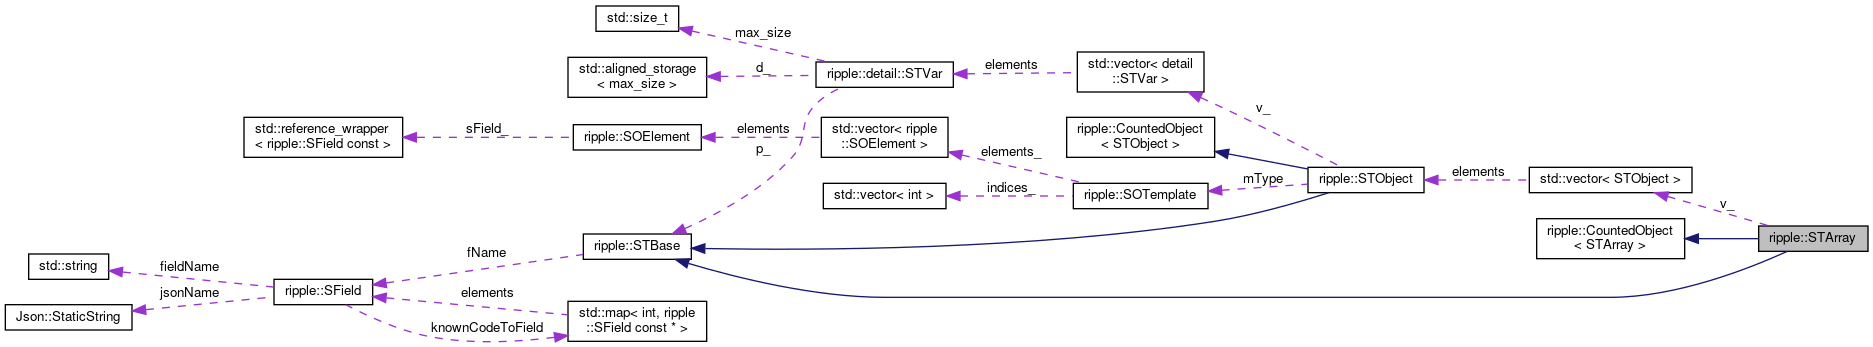 std::size_t
max_size
std::aligned_storage
< max_size >
d_
ripple::detail::STVar
elements
std::vector< detail
::STVar >
v_
std::reference_wrapper
< ripple::SField const >
sField_
ripple::SOElement
elements
std::vector< ripple
::SOElement >
p_
elements_
ripple::CountedObject
< STObject >
std::vector< int >
indices_
ripple::SOTemplate
mType
ripple::STObject
elements
std::vector< STObject >
v_
ripple::CountedObject
< STArray >
ripple::STArray
ripple::STBase
fName
std::string
fieldName
Json::StaticString
jsonName
ripple::SField
elements
knownCodeToField
std::map< int, ripple
::SField const * >